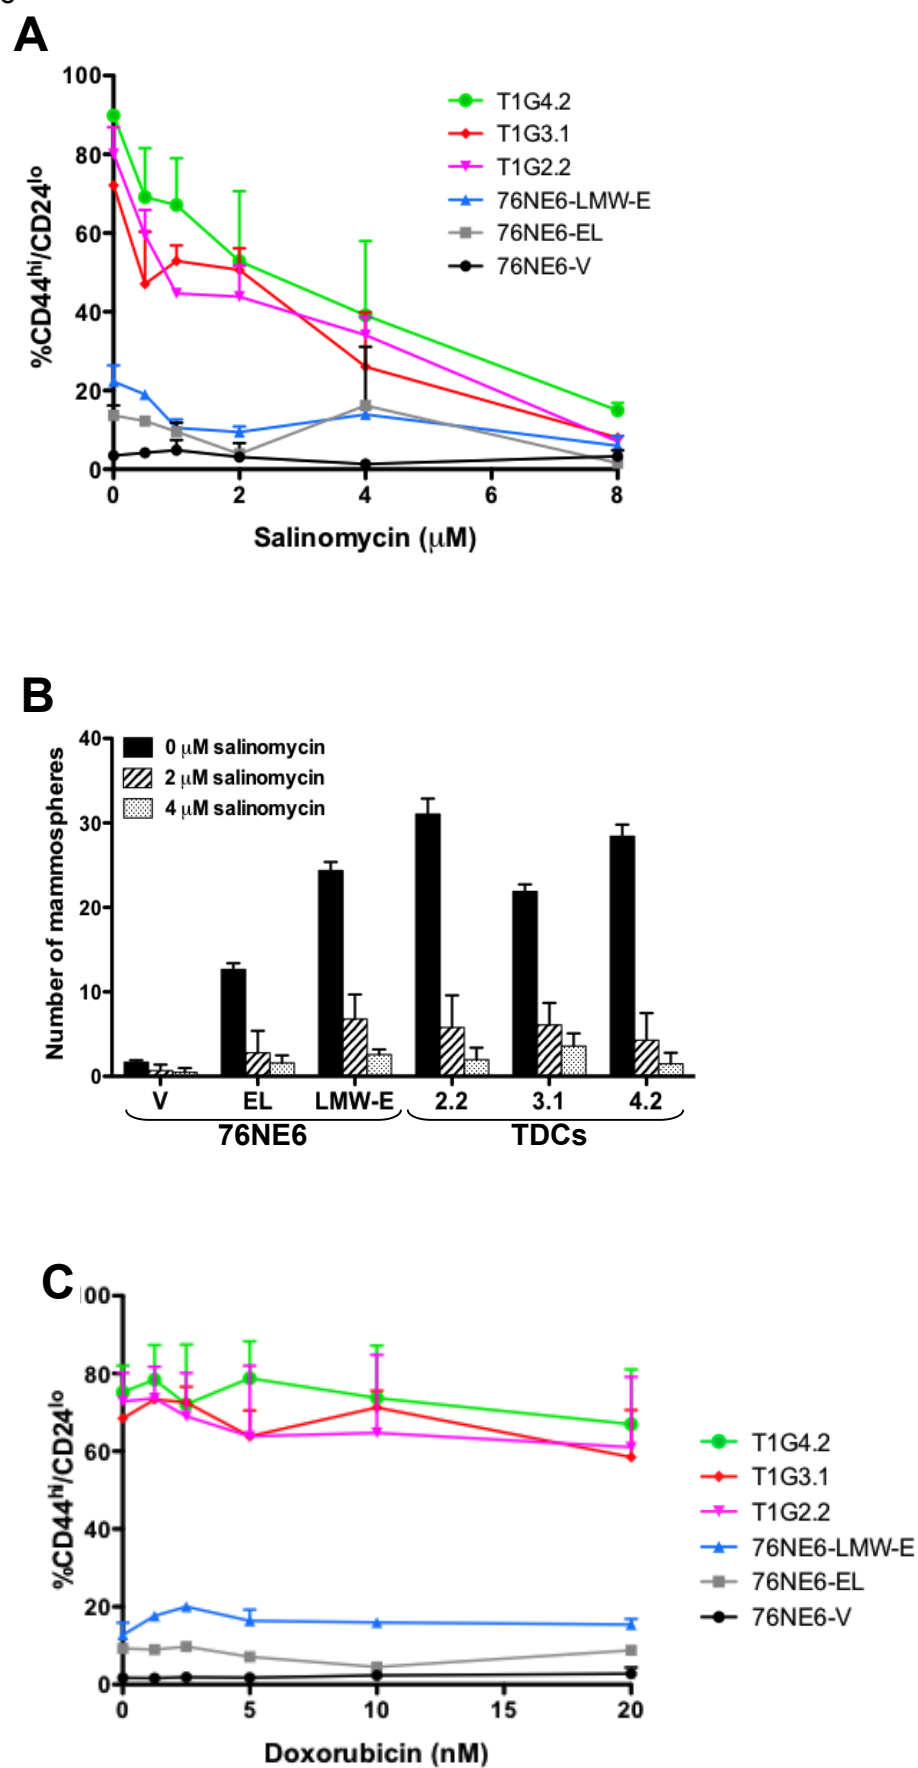 A
100
80
60
40
20
0
%CD44hi/CD24lo
T1G4.2
T1G3.1
T1G2.2
76NE6-LMW-E
76NE6-EL
76NE6-V
0 2 4 6 8
Salinomycin (μM)
B
40
30
20
10
0
Number of mammospheres
0 μM salinomycin
2 μM salinomycin
4 μM salinomycin
V EL LMW-E 2.2 3.1 4.2
76NE6 TDCs
C
00
80
60
40
20
0
%CD44hi/CD24lo
T1G4.2
T1G3.1
T1G2.2
76NE6-LMW-E
76NE6-EL
76NE6-V
0 5 10 15 20
Doxorubicin (nM)